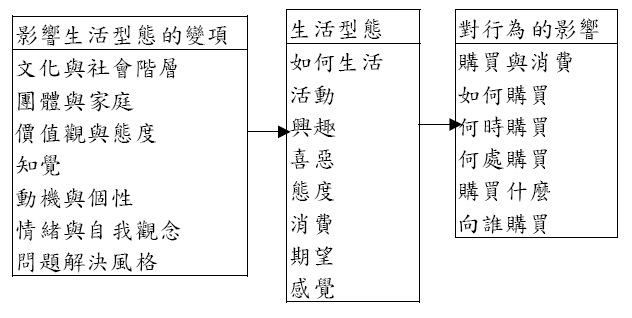 影響生活型態的變項
文化與社會階層
團體與家庭
價值觀與態度
知覺
動機與個性
情緒與自我觀念
問題解決風格
生活型態
如何生活
活動
興趣
喜惡
態度
消費
期望
感覺
對行為的影響
購買與消費
如何購買
何時購買
何處購買
購買什麼
向誰購買